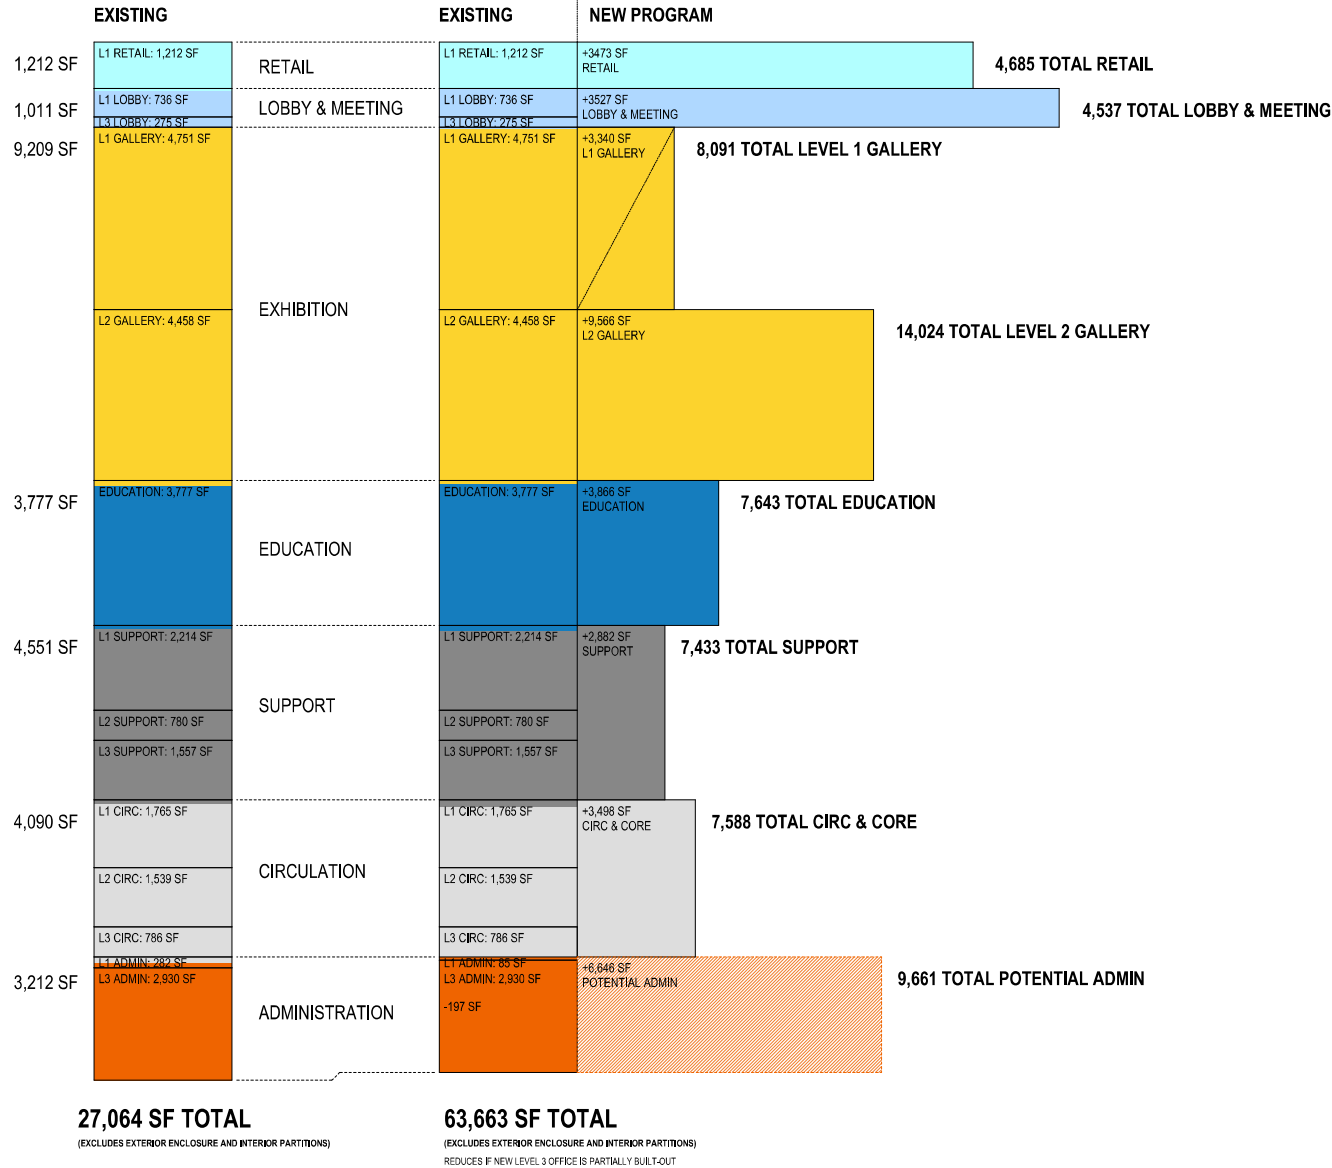 EXISTING
EXISTING
NEW PROGRAM
1,212 SF
L1 RETAIL: 1,212 SF
RETAIL
L1 RETAIL: 1,212 SF
+3473 SF
RETAIL
4,685 TOTAL RETAIL
1,011 SF
L1 LOBBY: 736 SF
L3 LOBBY: 275 SF
LOBBY & MEETING
L1 LOBBY: 736 SF
L3 LOBBY: 275 SF
+3527 SF
LOBBY & MEETING
4,537 TOTAL LOBBY & MEETING
9,209 SF
L1 GALLERY: 4,751 SF
L1 GALLERY: 4,751 SF
+3,340 SF
L1 GALLERY
8,091 TOTAL LEVEL 1 GALLERY
EXHIBITION
L2 GALLERY: 4,458 SF
L2 GALLERY: 4,458 SF
+9,566 SF
L2 GALLERY
14,024 TOTAL LEVEL 2 GALLERY
3,777 SF
EDUCATION: 3,777 SF
EDUCATION
EDUCATION: 3,777 SF
+3,866 SF
EDUCATION
7,643 TOTAL EDUCATION
4,551 SF
L1 SUPPORT: 2,214 SF
L2 SUPPORT: 780 SF
L3 SUPPORT: 1,557 SF
SUPPORT
L1 SUPPORT: 2,214 SF
L2 SUPPORT: 780 SF
L3 SUPPORT: 1,557 SF
+2,882 SF
SUPPORT
7,433 TOTAL SUPPORT
4,090 SF
L1 CIRC: 1,765 SF
L2 CIRC: 1,539 SF
L3 CIRC: 786 SF
CIRCULATION
L1 CIRC: 1,765 SF
L2 CIRC: 1,539 SF
L3 CIRC: 786 SF
+3,498 SF
CIRC & CORE
7,588 TOTAL CIRC & CORE
3,212 SF
L1 ADMIN: 282 SF
L3 ADMIN: 2,930 SF
ADMINISTRATION
L1 ADMIN: 85 SF
L3 ADMIN: 2,930 SF
-197 SF
+6,646 SF
POTENTIAL ADMIN
9,661 TOTAL POTENTIAL ADMIN
27,064 SF TOTAL
(EXCLUDES EXTERIOR ENCLOSURE AND INTERIOR PARTITIONS)
63,663 SF TOTAL
(EXCLUDES EXTERIOR ENCLOSURE AND INTERIOR PARTITIONS)
REDUCES IF NEW LEVEL 3 OFFICE IS PARTIALLY BUILT-OUT